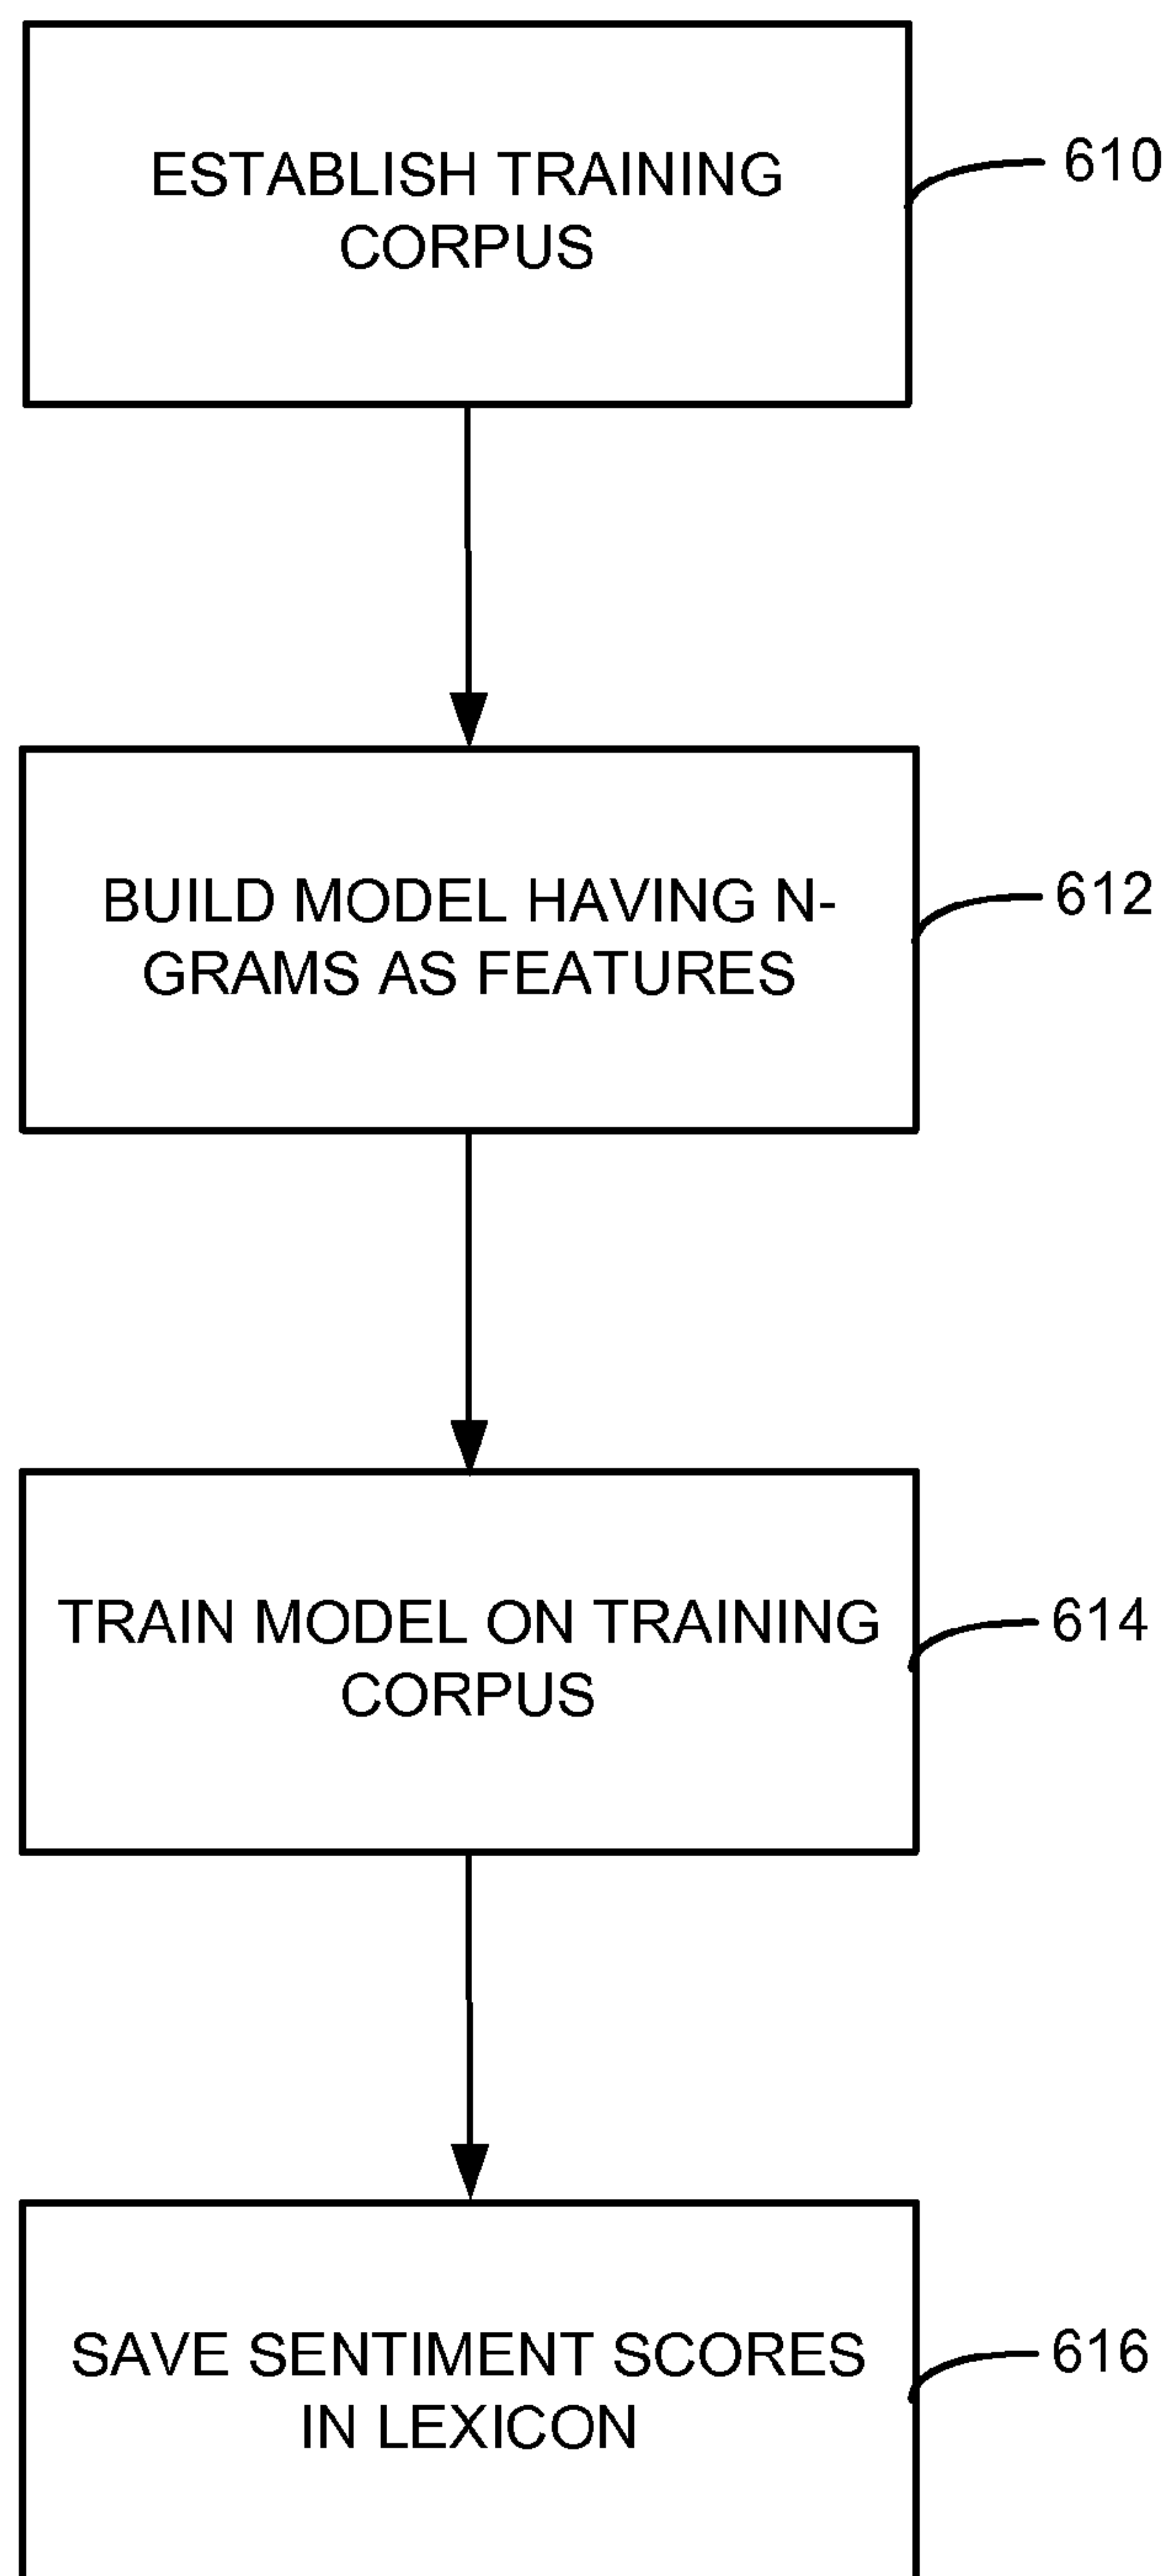 ESTABLISH TRAINING
CORPUS
610
BUILD MODEL HAVING N-
GRAMS AS FEATURES
612
TRAIN MODEL ON TRAINING
CORPUS
614
SAVE SENTIMENT SCORES
IN LEXICON
616